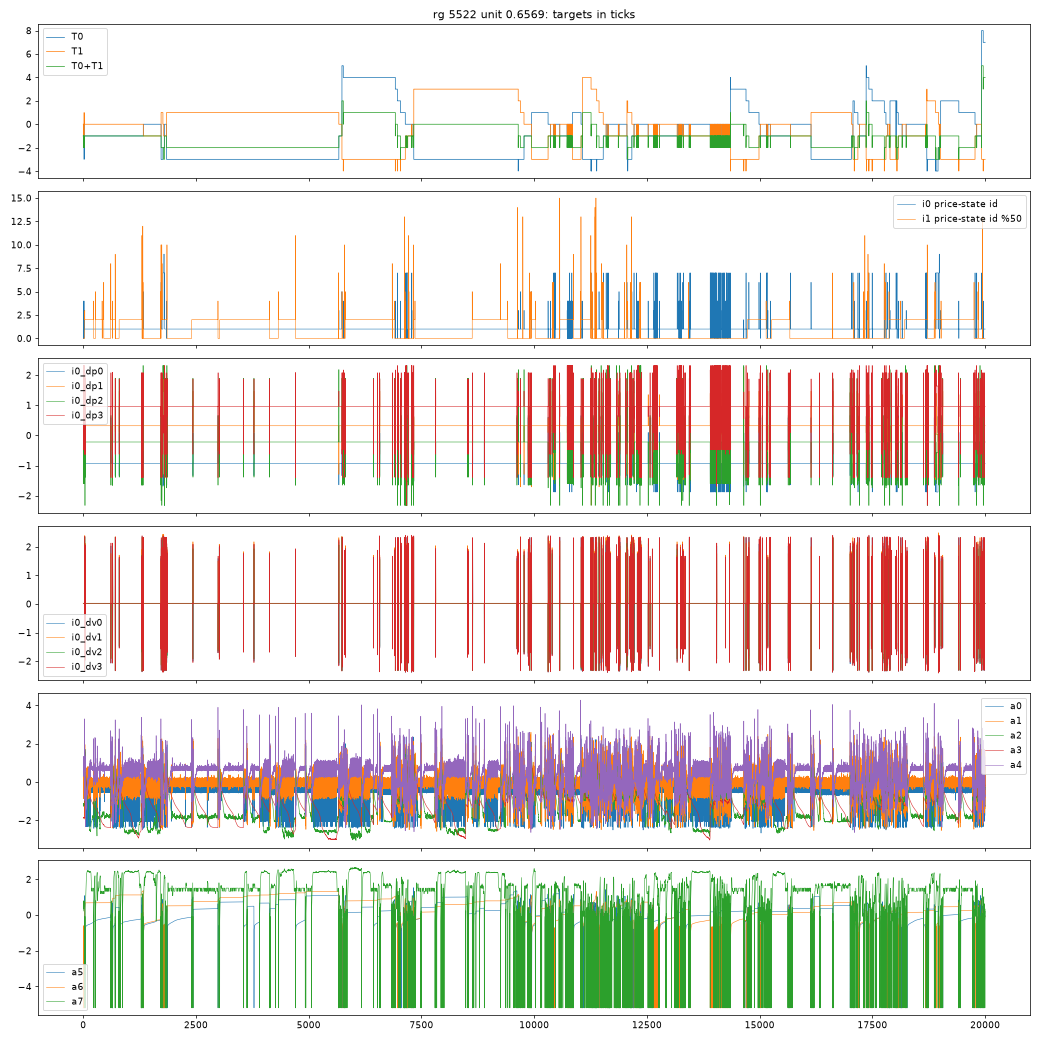 rg 5522 unit 0.6569: targets in ticks
8
6
4
2
0
−2
−4
T0
T1
T0+T1
15.0
12.5
10.0
7.5
5.0
2.5
0.0
i0 price-state id
i1 price-state id %50
2
1
0
−1
−2
i0_dp0
i0_dp1
i0_dp2
i0_dp3
2
1
0
−1
−2
i0_dv0
i0_dv1
i0_dv2
i0_dv3
4
2
0
−2
a0
a1
a2
a3
a4
2
0
−2
−4
a5
a6
a7
0 2500 5000 7500 10000 12500 15000 17500 20000